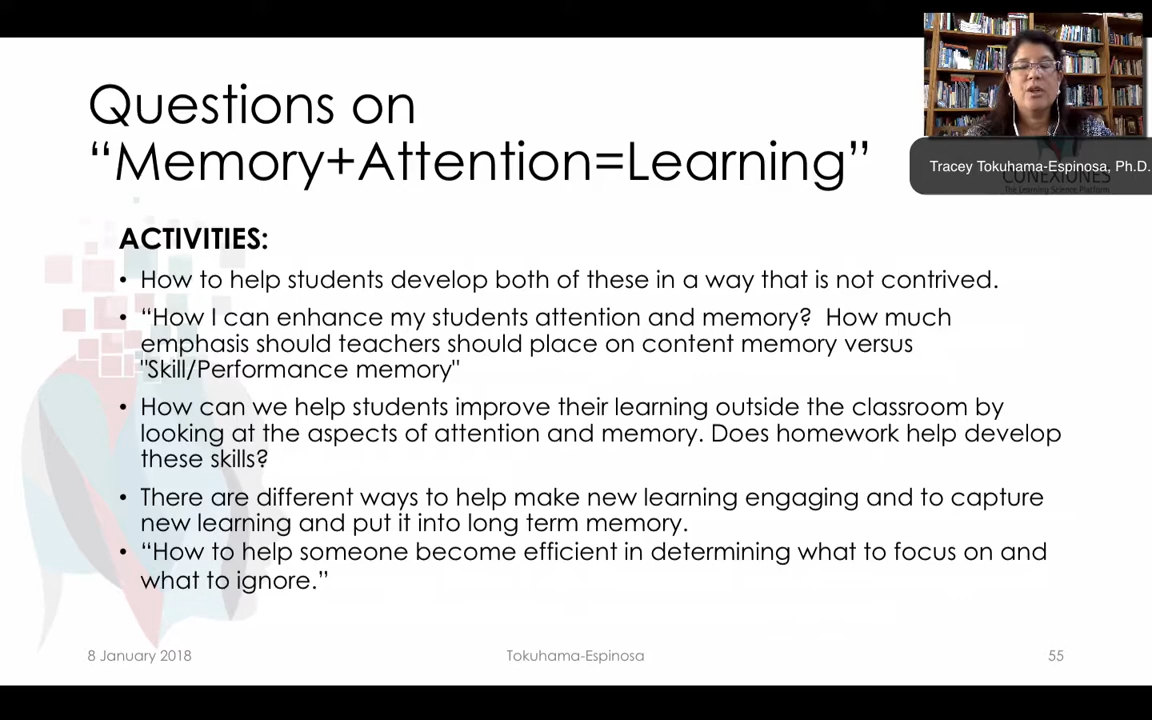 Questions on
“Memory+Attention=Learning”
Tracey Tokuhama-Espinosa, Ph.D.
CONEXIONES
The Learning Science Platform
ACTIVITIES:
• How to help students develop both of these in a way that is not contrived.
• “How I can enhance my students attention and memory?  How much
emphasis should teachers should place on content memory versus
"Skill/Performance memory"
• How can we help students improve their learning outside the classroom by
looking at the aspects of attention and memory. Does homework help develop
these skills?
• There are different ways to help make new learning engaging and to capture
new learning and put it into long term memory.
• “How to help someone become efficient in determining what to focus on and
what to ignore.”
8 January 2018
Tokuhama-Espinosa
55